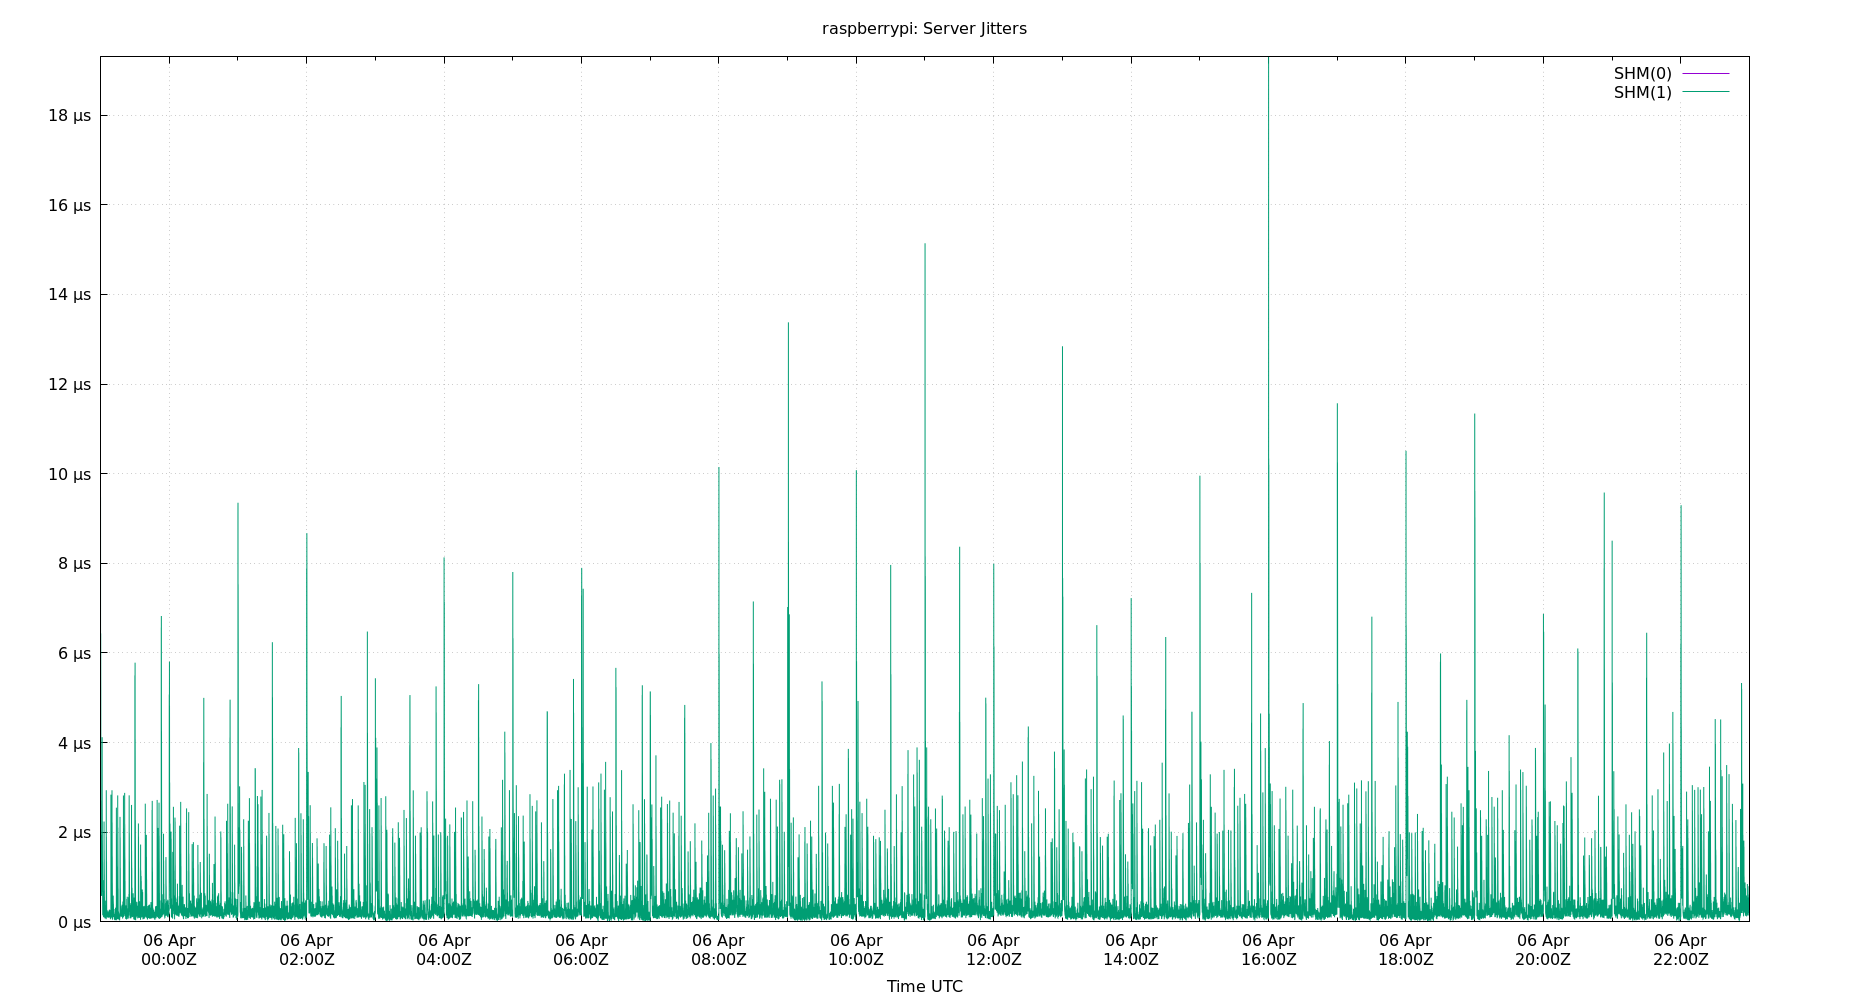 raspberrypi: Server Jitters
SHM(0)
SHM(1)
18 μs
16 μs
14 μs
12 μs
10 μs
8 μs
6 μs
4 μs
2 μs
0 μs
06 Apr 06 Apr 06 Apr 06 Apr 06 Apr 06 Apr 06 Apr 06 Apr 06 Apr 06 Apr 06 Apr 06 Apr
00:00Z 02:00Z 04:00Z 06:00Z 08:00Z 10:00Z 12:00Z 14:00Z 16:00Z 18:00Z 20:00Z 22:00Z
Time UTC